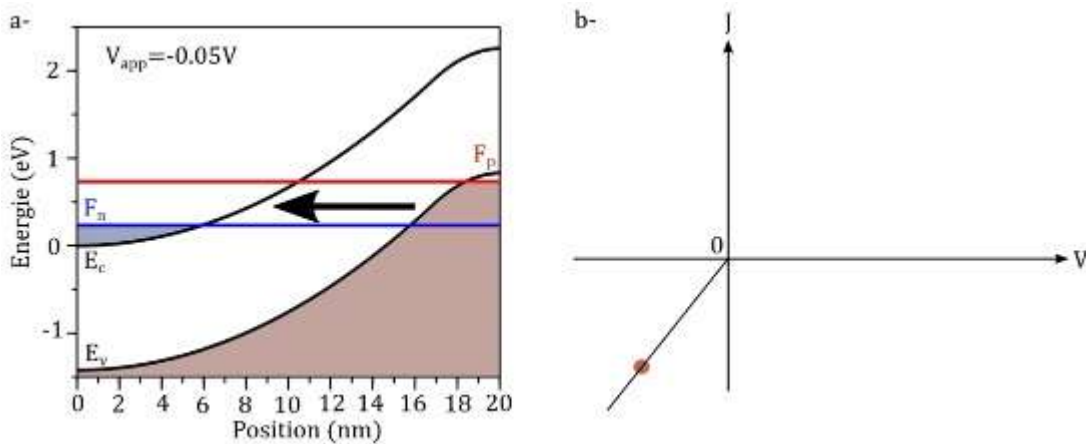 a-
V_app=-0.05V
Energie (eV)
2
1
0
-1
F_p
F_n
E_c
E_v
0 2 4 6 8 10 12 14 16 18 20
Position (nm)
b-
J
0
V